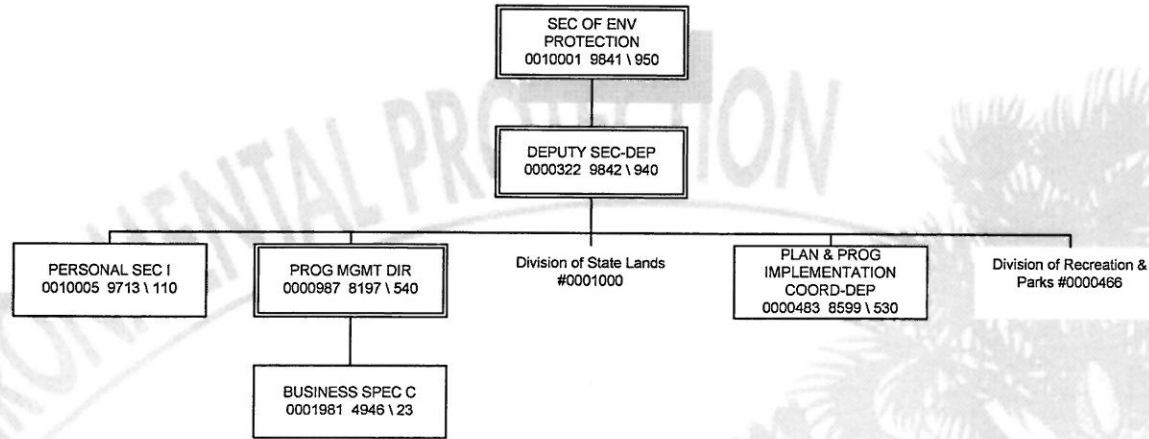 SEC OF ENV
PROTECTION
0010001 9841 \ 950
DEPUTY SEC-DEP
0000322 9842 \ 940
PERSONAL SEC I
0010005 9713 \ 110
PROG MGMT DIR
0000987 8197 \ 540
Division of State Lands
#0001000
PLAN & PROG
IMPLEMENTATION
COORD-DEP
0000483 8599 \ 530
Division of Recreation &
Parks #0000466
BUSINESS SPEC C
0001981 4946 \ 23